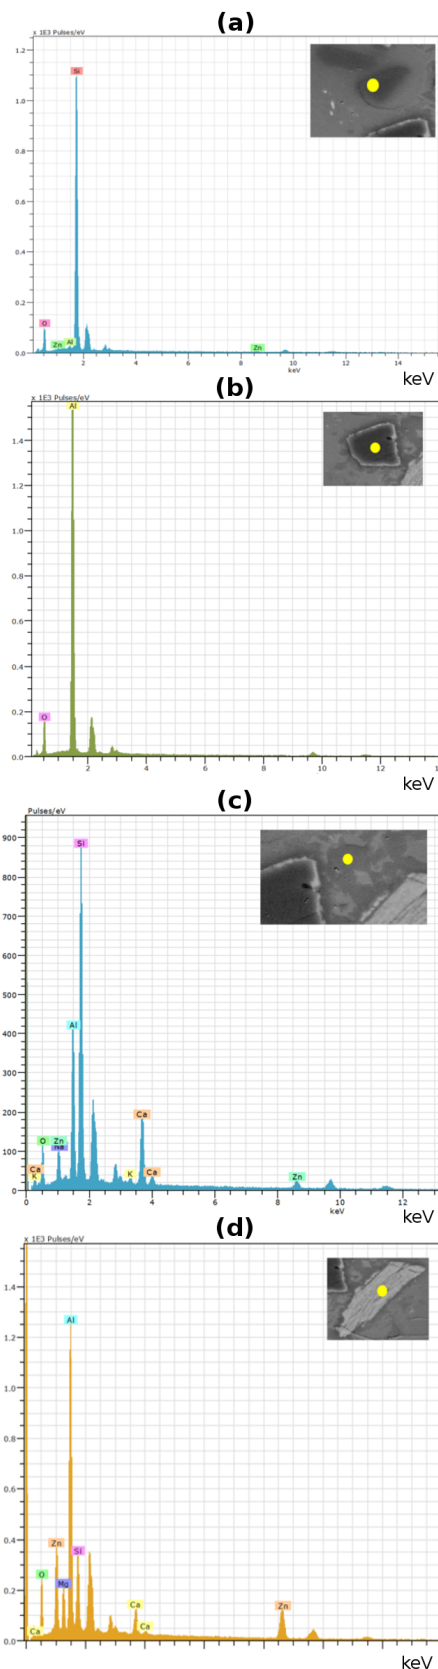 (a)
x 1E3 Pulses/eV
1.2
1.0
0.8
0.6
0.4
0.2
0.0
Si
O
Zn
Al
Zn
2 4 6 8 10 12 14
keV
keV
(b)
x 1E3 Pulses/eV
1.4
1.2
1.0
0.8
0.6
0.4
0.2
0.0
Al
O
2 4 6 8 10 12
keV
(c)
Pulses/eV
900
800
700
600
500
400
300
200
100
0
Si
Al
Ca
O
Zn
Na
Ca
K
K
Ca
Zn
0 2 4 6 8 10 12
keV
keV
(d)
x 1E3 Pulses/eV
1.4
1.2
1.0
0.8
0.6
0.4
0.2
0.0
Al
Zn
Si
O
Mg
Ca
Ca
Ca
Zn
keV